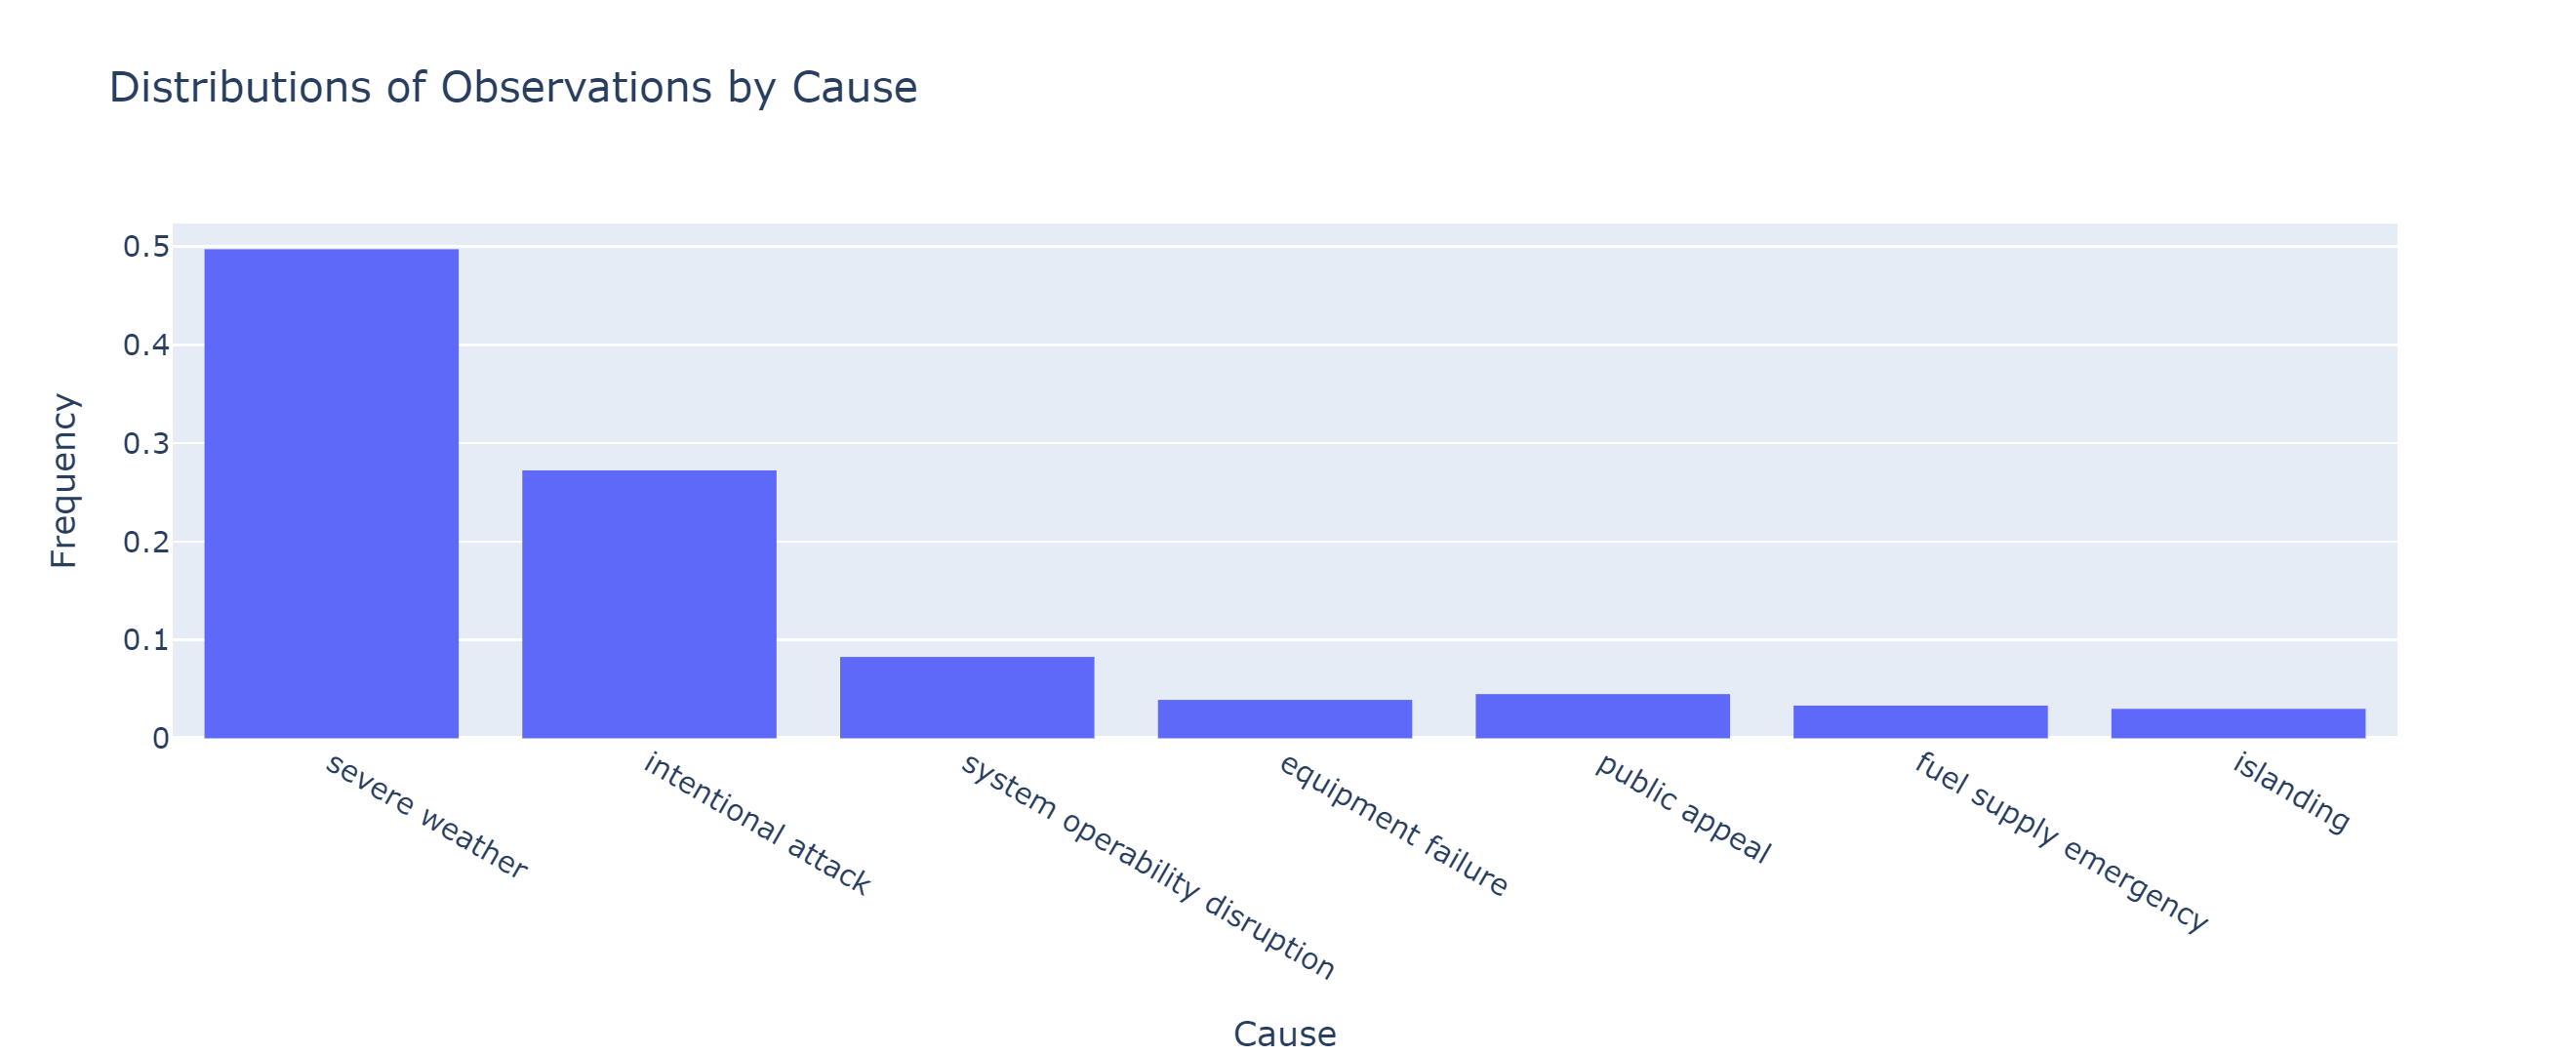 Distributions of Observations by Cause
Frequency
0.5
0.4
0.3
0.2
0.1
0
severe weather
intentional attack
system operability disruption
equipment failure
public appeal
fuel supply emergency
islanding
Cause